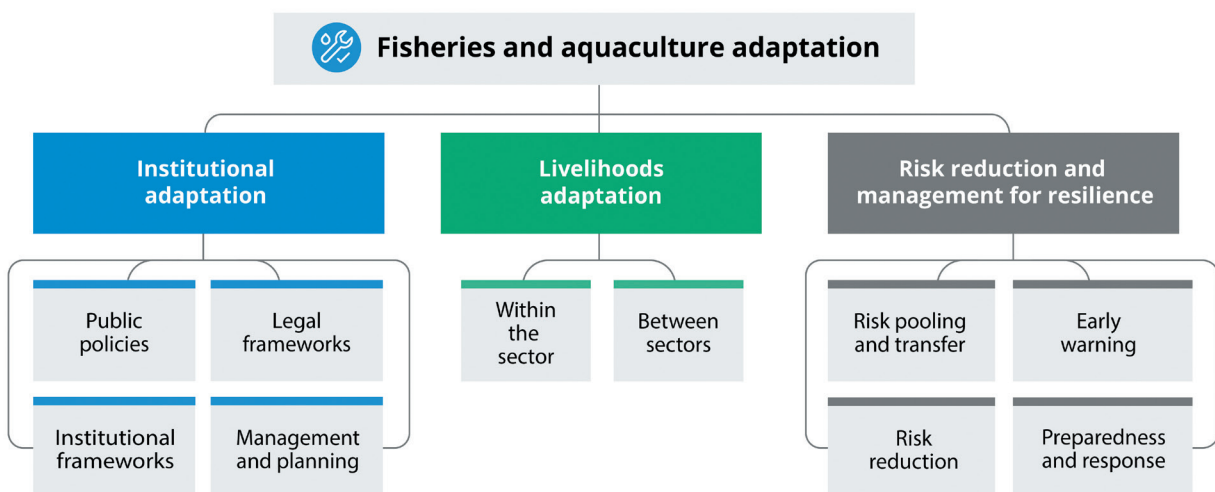 Fisheries and aquaculture adaptation
Institutional
adaptation
Livelihoods
adaptation
Risk reduction and
management for resilience
Public
policies
Legal
frameworks
Institutional
frameworks
Management
and planning
Within
the
sector
Between
sectors
Risk pooling
and transfer
Early
warning
Risk
reduction
Preparedness
and response